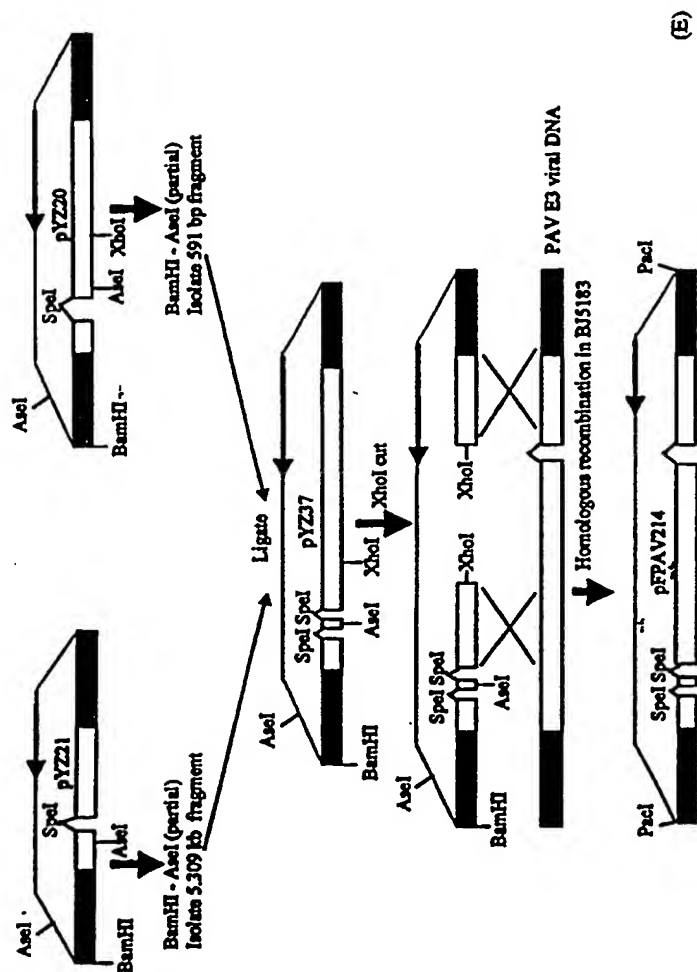 AseI
SpeI
pYZ21
AseI
BamHI
BamHI - AseI (partial)
Isolate 5.309 kb fragment
AseI
SpeI
pYZ20
AseI
XhoI
BamHI
BamHI - AseI (partial)
Isolate 591 bp fragment
Ligate
AseI
SpeI SpeI
pYZ37
AseI
XhoI
BamHI
XhoI cut
AseI
SpeI SpeI
XhoI
XhoI
AseI
BamHI
PAV E3 viral DNA
Homologous recombination in BJ5183
PacI
SpeI SpeI
pFPAV214
PacI
(E)